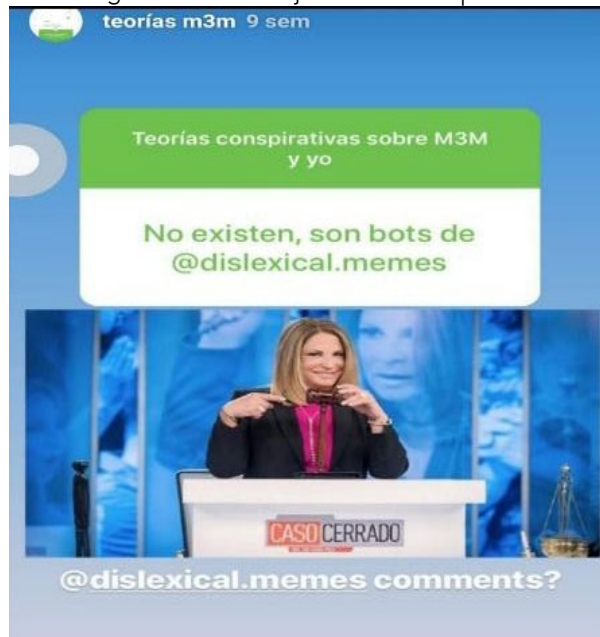 teorías m3m 9 sem
Teorías conspirativas sobre M3M
y yo
No existen, son bots de
@dislexical.memes
CASO CERRADO
@dislexical.memes comments?